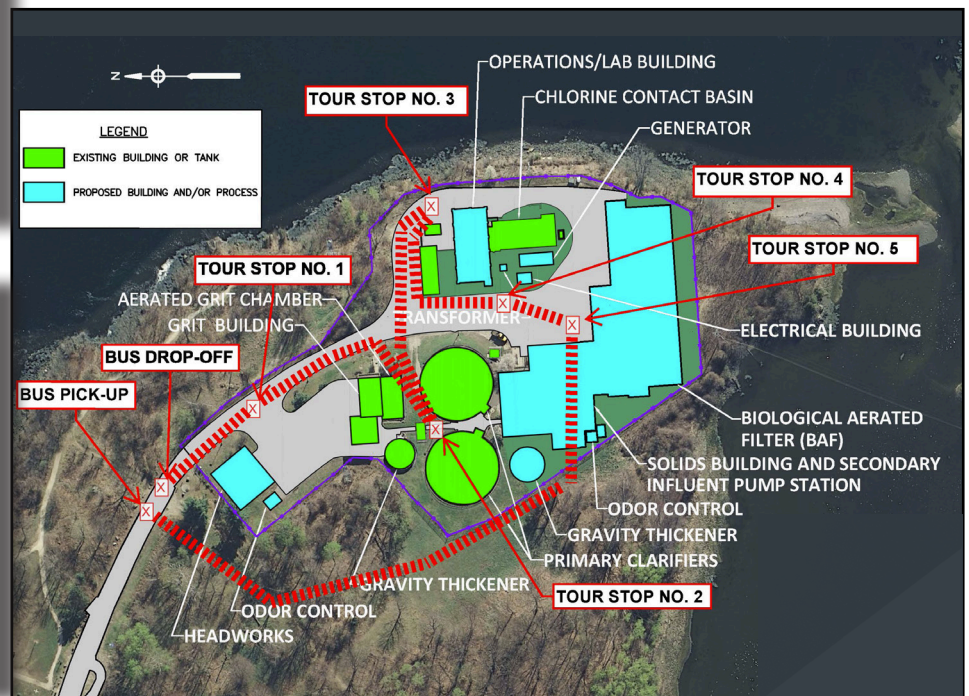 OPERATIONS/LAB BUILDING
N
TOUR STOP NO. 3
CHLORINE CONTACT BASIN
GENERATOR
LEGEND
EXISTING BUILDING OR TANK
PROPOSED BUILDING AND/OR PROCESS
TOUR STOP NO. 4
TOUR STOP NO. 5
TOUR STOP NO. 1
AERATED GRIT CHAMBER
GRIT BUILDING
TRANSFORMER
ELECTRICAL BUILDING
BUS DROP-OFF
BUS PICK-UP
BIOLOGICAL AERATED
FILTER (BAF)
SOLIDS BUILDING AND SECONDARY
INFLUENT PUMP STATION
ODOR CONTROL
GRAVITY THICKENER
PRIMARY CLARIFIERS
GRAVITY THICKENER
TOUR STOP NO. 2
ODOR CONTROL
HEADWORKS